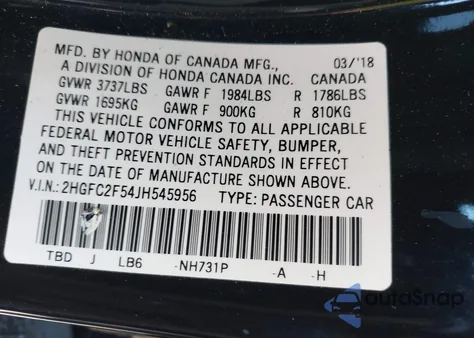 MFD. BY HONDA OF CANADA MFG., 03/'18
A DIVISION OF HONDA CANADA INC. CANADA
GVWR 3737LBS GAWR F 1984LBS R 1786LBS
GVWR 1695KG GAWR F 900KG R 810KG
THIS VEHICLE CONFORMS TO ALL APPLICABLE
FEDERAL MOTOR VEHICLE SAFETY, BUMPER,
AND THEFT PREVENTION STANDARDS IN EFFECT
ON THE DATE OF MANUFACTURE SHOWN ABOVE.
V.I.N.: 2HGFC2F54JH545956 TYPE: PASSENGER CAR
TBD J LB6 -NH731P -A -H
autaSnap